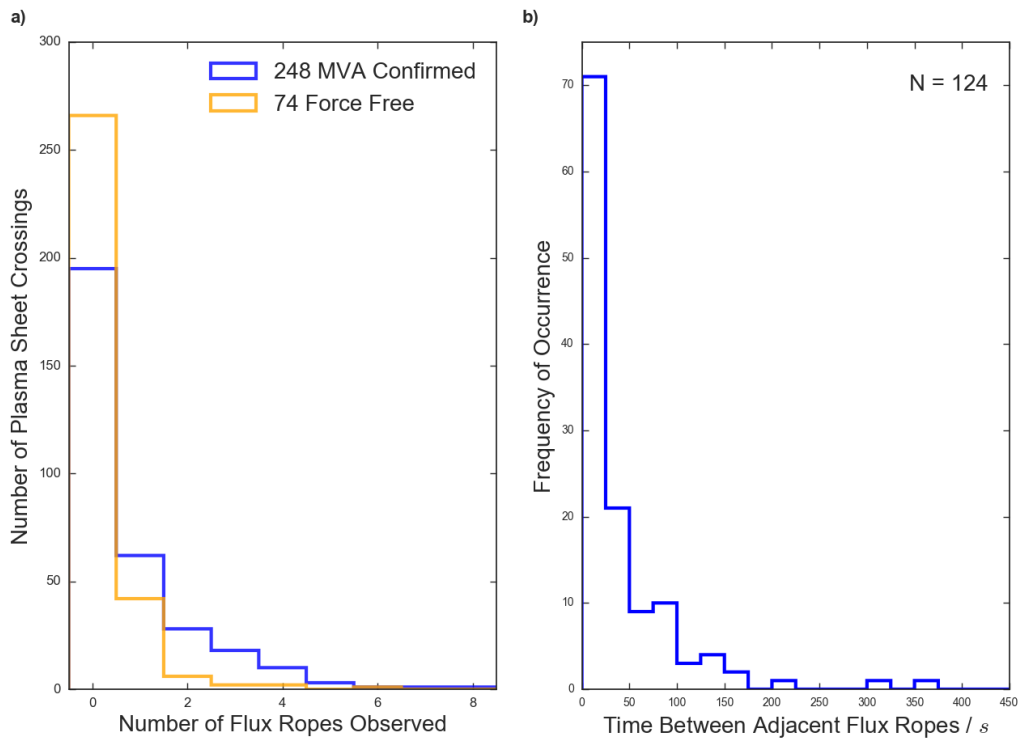 a)
300
250
200
150
100
50
0
Number of Plasma Sheet Crossings
248 MVA Confirmed
74 Force Free
0 2 4 6 8
Number of Flux Ropes Observed
b)
70
60
50
40
30
20
10
0
Frequency of Occurrence
N = 124
0 50 100 150 200 250 300 350 400 450
Time Between Adjacent Flux Ropes / s